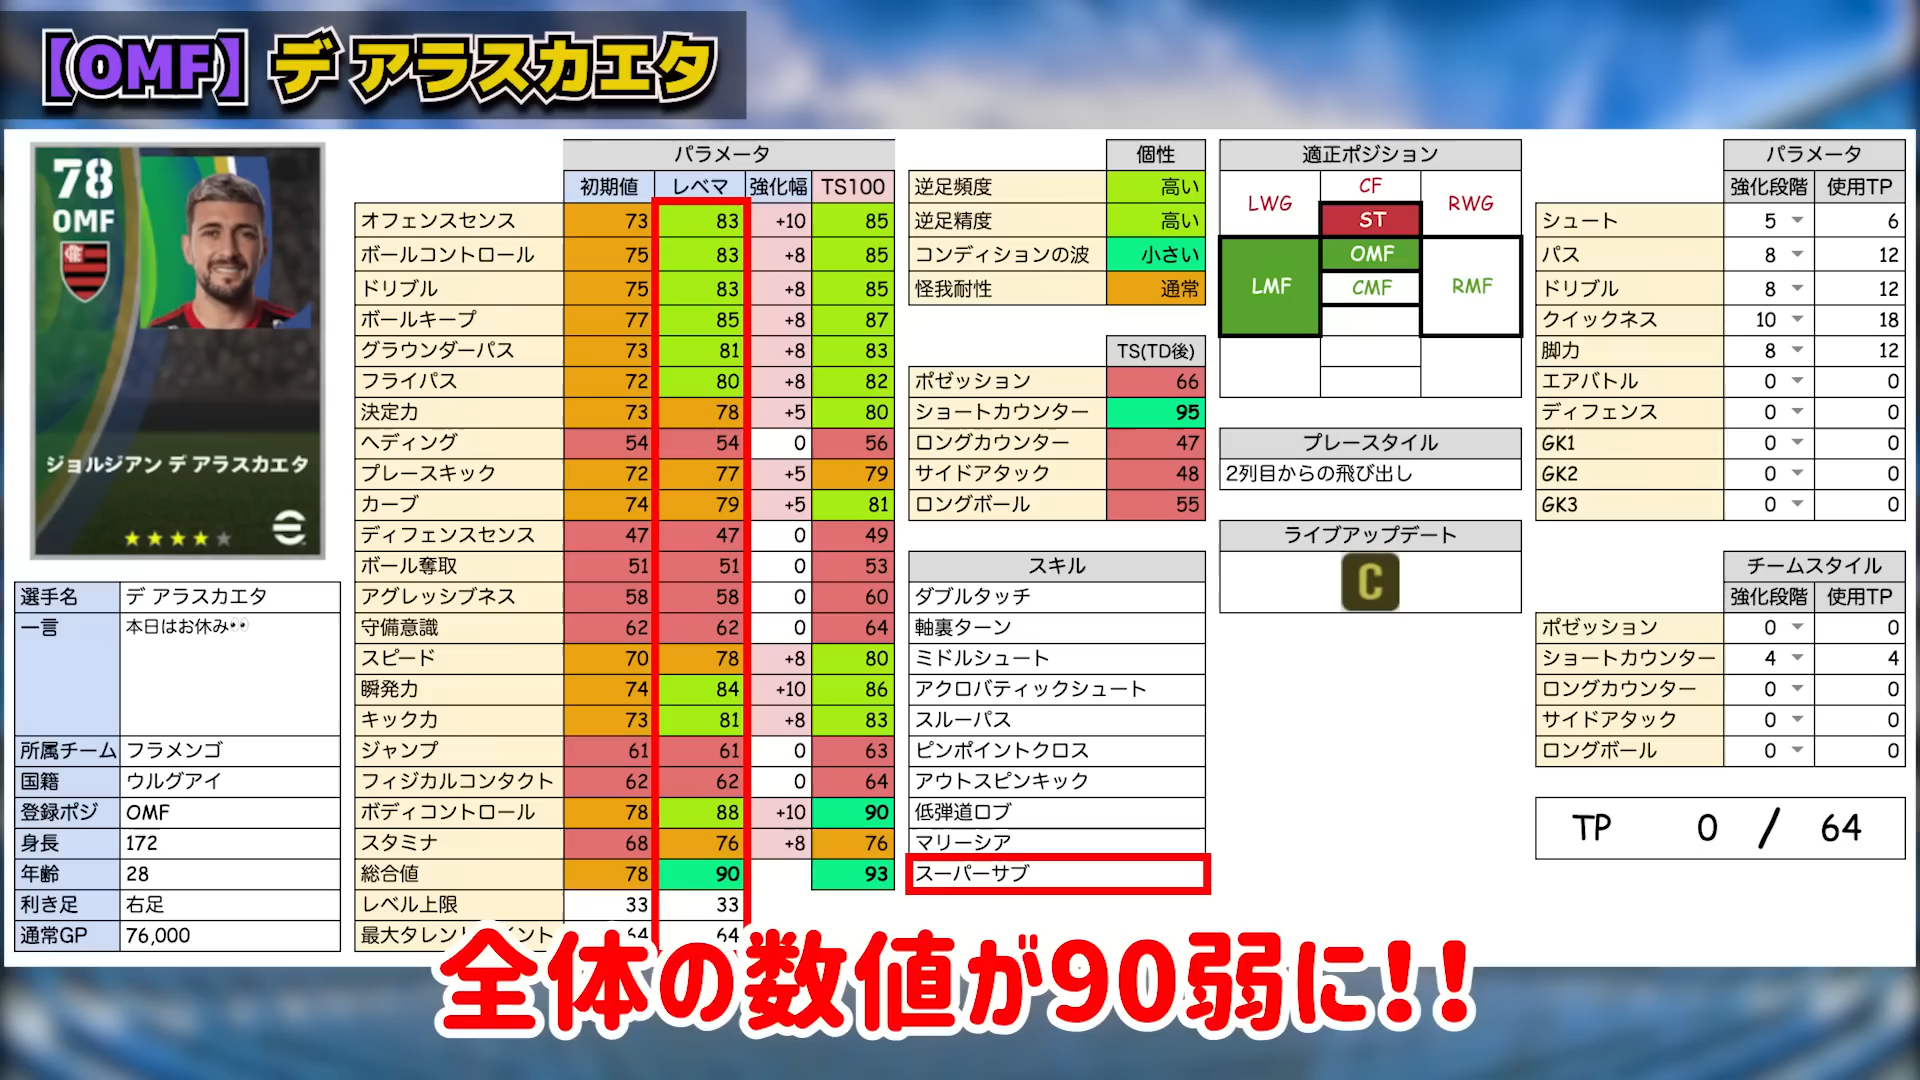 【OMF】デ アラスカエタ
78
OMF
ジョルジアン デ アラスカエタ
選手名 デ アラスカエタ
一言 本日はお休み👀
所属チーム フラメンゴ
国籍 ウルグアイ
登録ポジ OMF
身長 172
年齢 28
利き足 右足
通常GP 76,000
パラメータ
初期値 レベマ 強化幅 TS100
オフェンスセンス 73 83 +10 85
ボールコントロール 75 83 +8 85
ドリブル 75 83 +8 85
ボールキープ 77 85 +8 87
グラウンダーパス 73 81 +8 83
フライパス 72 80 +8 82
決定力 73 78 +5 80
ヘディング 54 54 0 56
プレースキック 72 77 +5 79
カーブ 74 79 +5 81
ディフェンスセンス 47 47 0 49
ボール奪取 51 51 0 53
アグレッシブネス 58 58 0 60
守備意識 62 62 0 64
スピード 70 78 +8 80
瞬発力 74 84 +10 86
キック力 73 81 +8 83
ジャンプ 61 61 0 63
フィジカルコンタクト 62 62 0 64
ボディコントロール 78 88 +10 90
スタミナ 68 76 +8 76
総合値 78 90 93
レベル上限 33 33
最大タレントポイント 64 64
個性
逆足頻度 高い
逆足精度 高い
コンディションの波 小さい
怪我耐性 通常
TS(TD後)
ポゼッション 66
ショートカウンター 95
ロングカウンター 47
サイドアタック 48
ロングボール 55
スキル
ダブルタッチ
軸裏ターン
ミドルシュート
アクロバティックシュート
スルーパス
ピンポイントクロス
アウトスピンキック
低弾道ロブ
マリーシア
スーパーサブ
適正ポジション
LWG CF RWG
ST
OMF
LMF CMF RMF
プレースタイル
2列目からの飛び出し
ライブアップデート
C
パラメータ
強化段階 使用TP
シュート 5 6
パス 8 12
ドリブル 8 12
クイックネス 10 18
脚力 8 12
エアバトル 0 0
ディフェンス 0 0
GK1 0 0
GK2 0 0
GK3 0 0
チームスタイル
強化段階 使用TP
ポゼッション 0 0
ショートカウンター 4 4
ロングカウンター 0 0
サイドアタック 0 0
ロングボール 0 0
TP 0 / 64
全体の数値が90弱に!!